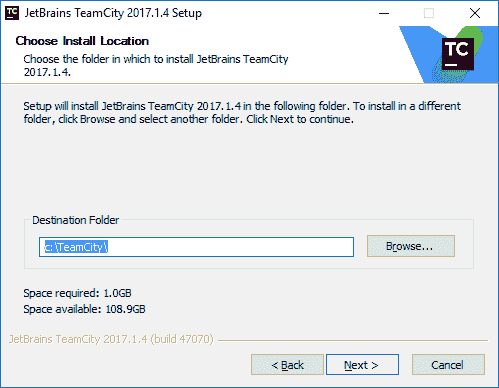 JetBrains TeamCity 2017.1.4 Setup
Choose Install Location
Choose the folder in which to install JetBrains TeamCity
2017.1.4.
TC
Setup will install JetBrains TeamCity 2017.1.4 in the following folder. To install in a different
folder, click Browse and select another folder. Click Next to continue.
Destination Folder
c:\TeamCity\
Browse...
Space required: 1.0GB
Space available: 108.9GB
JetBrains TeamCity 2017.1.4 (build 47070)
< Back
Next >
Cancel